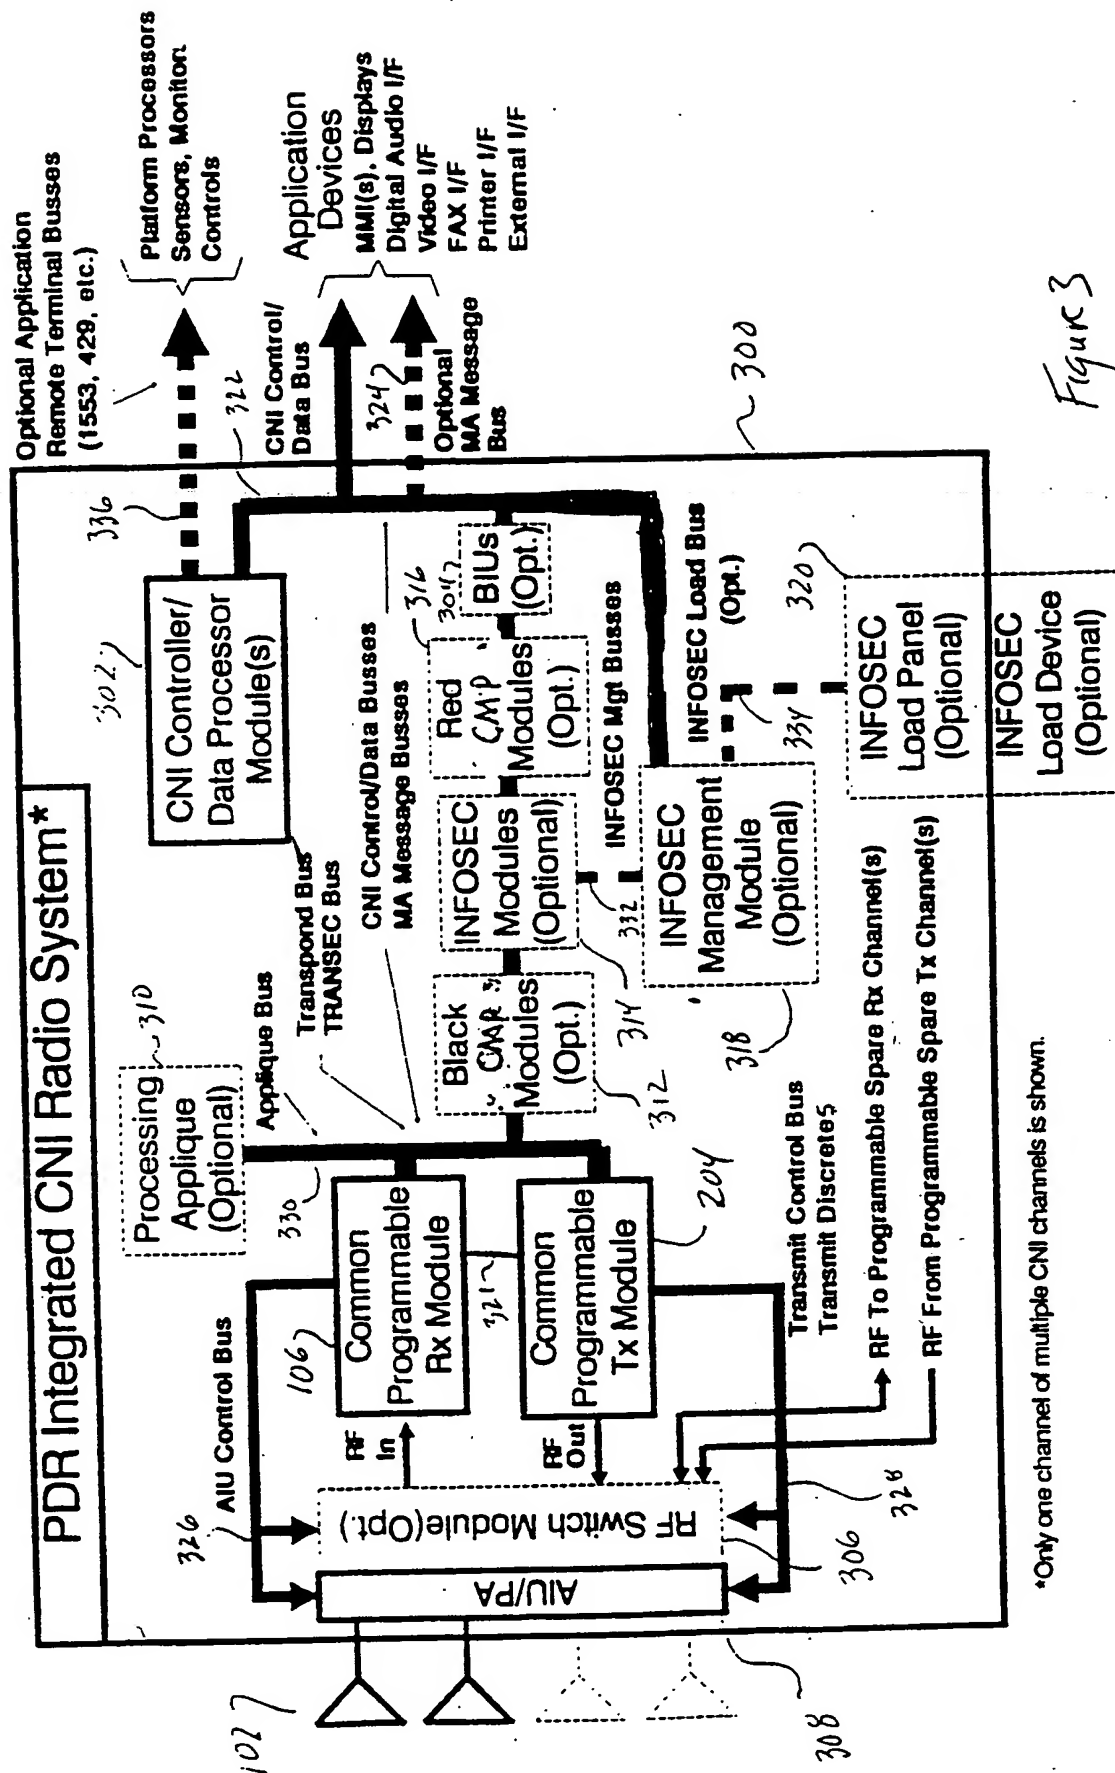 PDR Integrated CNI Radio System*
Optional Application
Remote Terminal Busses
(1553, 429, etc.)
Platform Processors
Sensors, Monitors
Controls
336
322
302
CNI Controller/
Data Processor
Modules(s)
CNI Control/
Data Bus
Application
Devices
MMI(s), Displays
Digital Audio I/F
Video I/F
FAX I/F
Printer I/F
External I/F
324
Optional
MA Message
Bus
Processing
Applique
(Optional)
310
Applique Bus
Transpond Bus
TRANSEC Bus
CNI Control/Data Busses
MA Message Busses
330
AIU Control Bus
326
106
Common
Programmable
Rx Module
321
Common
Programmable
Tx Module
204
RF
In
RF
Out
RF Switch Module(Opt.)
306
AIU/PA
308
102
Black
CMP
Modules
(Opt.)
312
INFOSEC
Modules
(Optional)
314
Red
CMP
Modules
(Opt.)
316
304
BIUs
(Opt.)
INFOSEC Mgt Busses
332
INFOSEC
Management
Module
(Optional)
318
INFOSEC Load Bus
(Opt.)
334
320
INFOSEC
Load Panel
(Optional)
INFOSEC
Load Device
(Optional)
Transmit Control Bus
Transmit Discretes
328
RF To Programmable Spare Rx Channel(s)
RF From Programmable Spare Tx Channel(s)
300
*Only one channel of multiple CNI channels is shown.
Figure 3